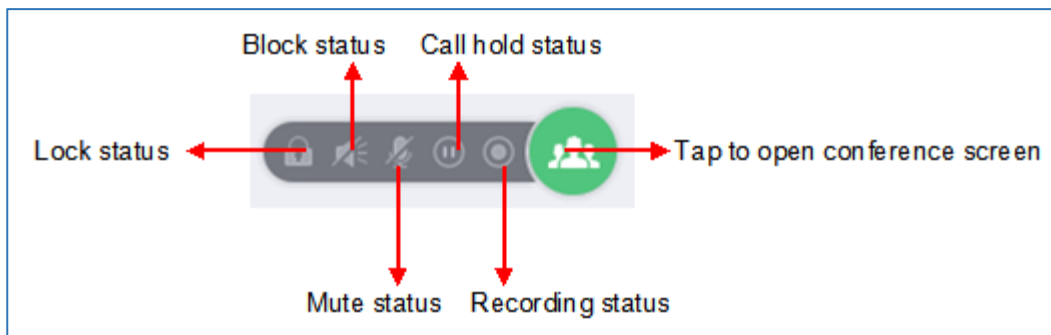 Block status
Call hold status
Lock status
Tap to open conference screen
Mute status
Recording status